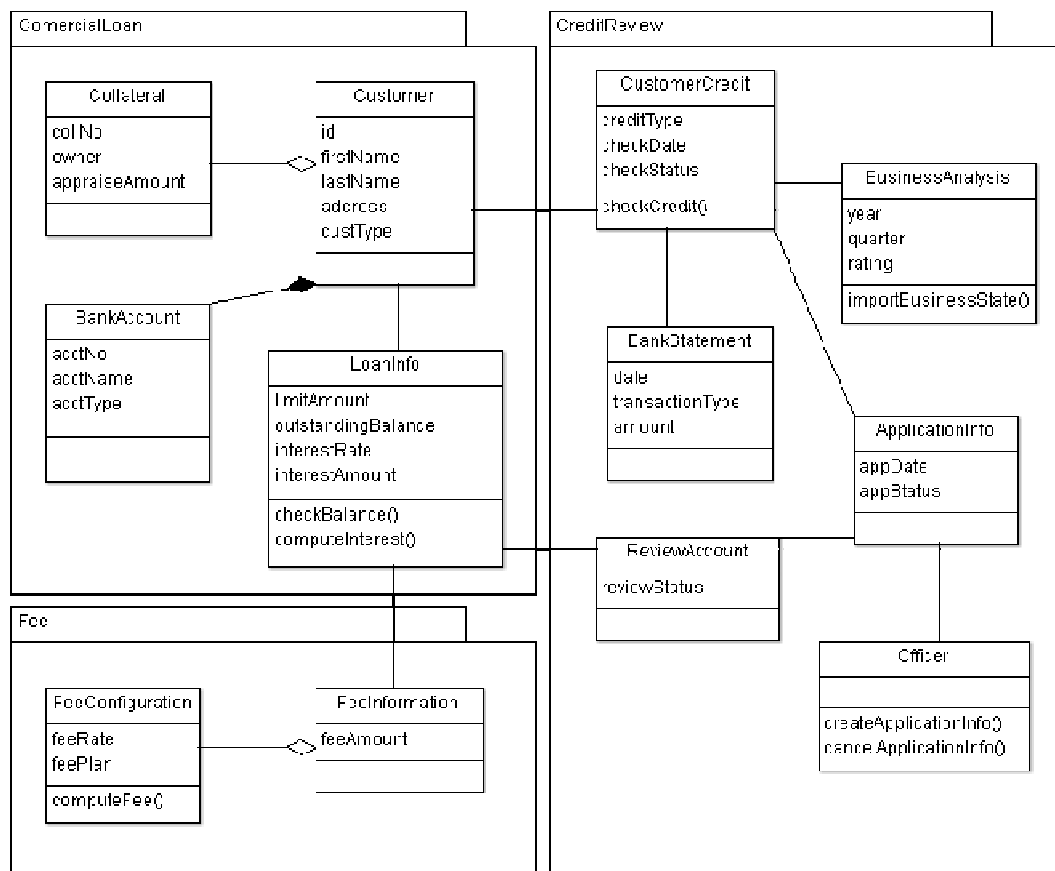 ComercialLoan
Collateral
collNo
owner
appraiseAmount
Customer
id
firstName
lastName
address
custType
BankAccount
acctNo
acctName
acctType
LoanInfo
limitAmount
outstandingBalance
interestRate
interestAmount
checkBalance()
computeInterest()
Fee
FeeConfiguration
feeRate
feePlan
computeFee()
FeeInformation
feeAmount
CreditReview
CustomerCredit
creditType
checkDate
checkStatus
checkCredit()
BusinessAnalysis
year
quarter
rating
importBusinessState()
BankStatement
date
transactionType
amount
ApplicationInfo
appDate
appStatus
ReviewAccount
reviewStatus
Officer
createApplicationInfo()
cancelApplicationInfo()